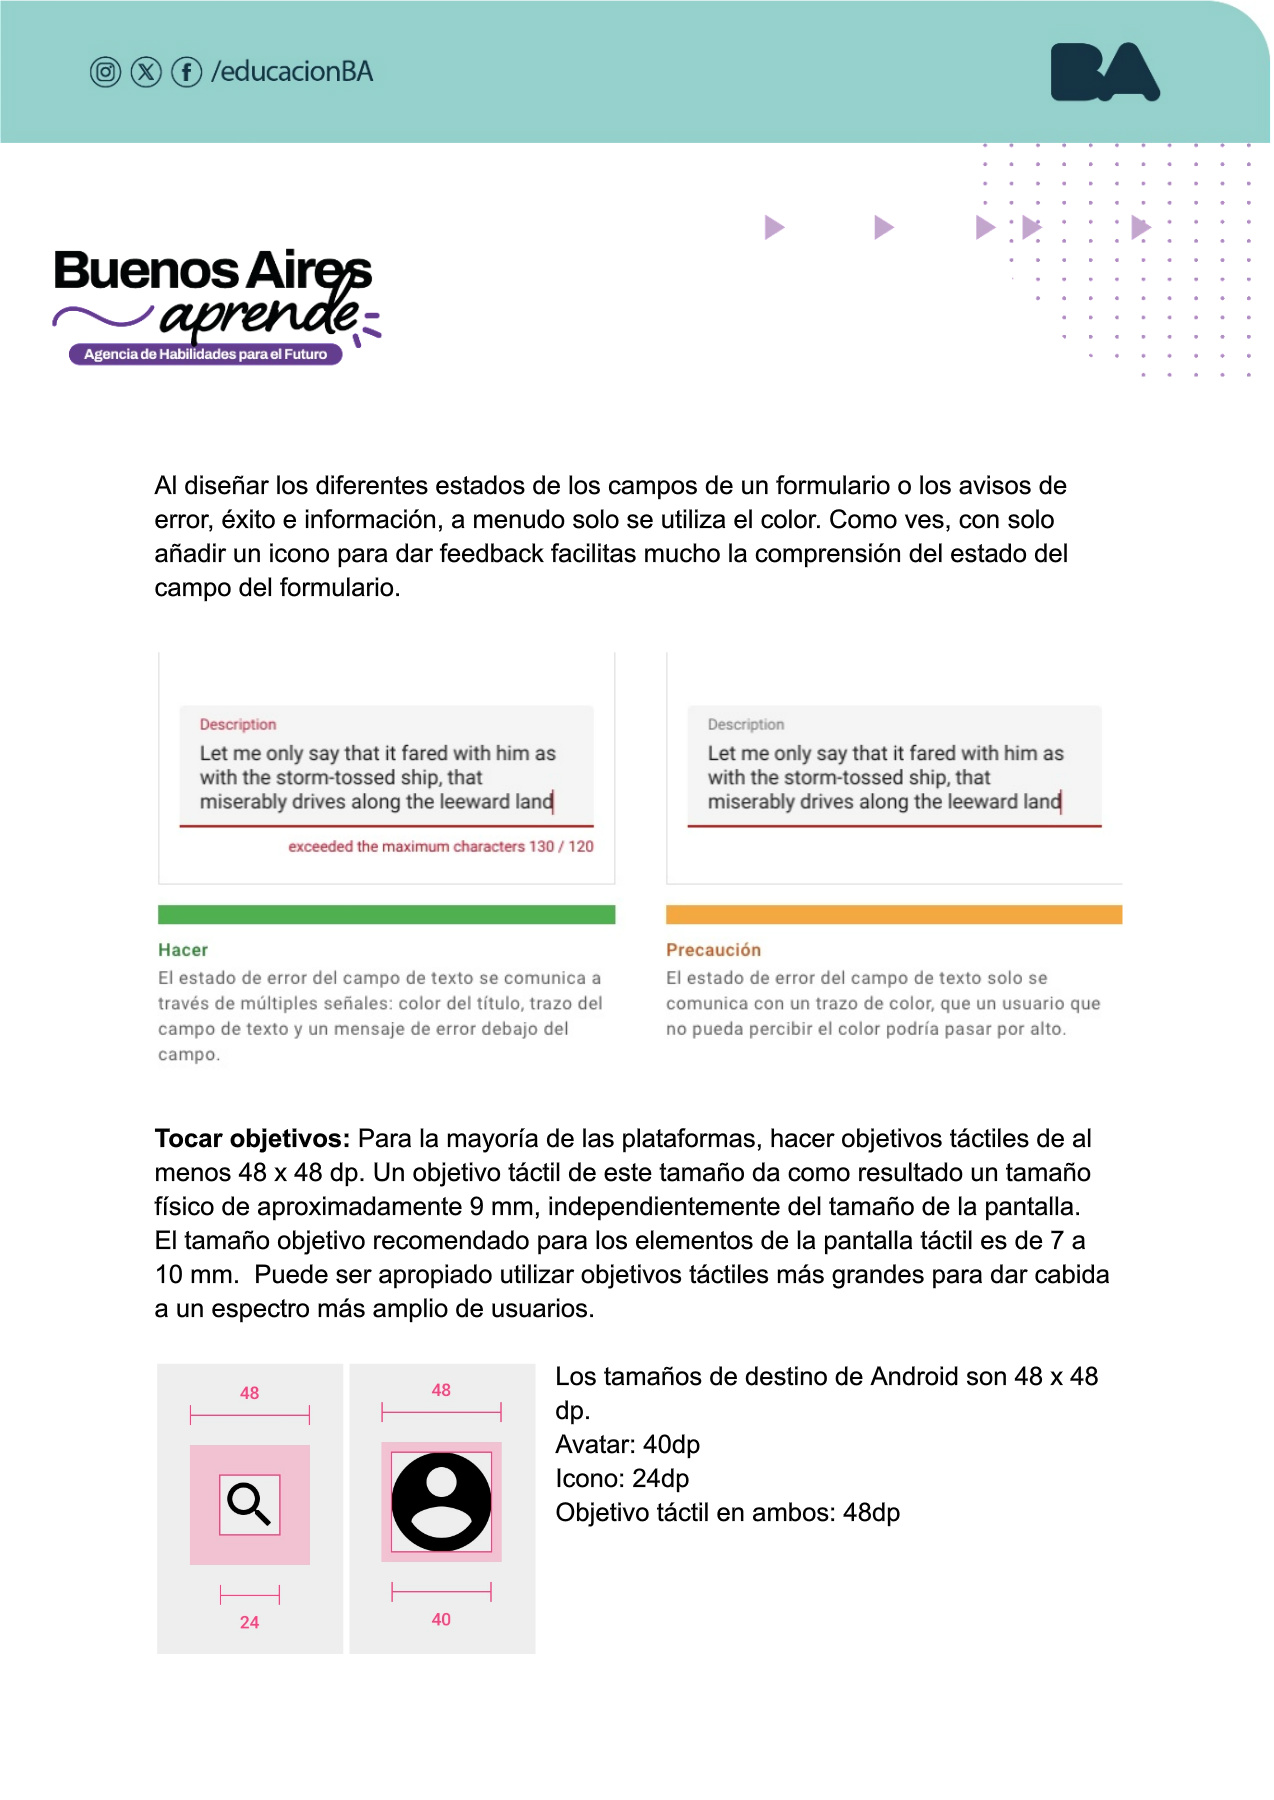 /educacionBA
BA
Buenos Aires
aprende
Agencia de Habilidades para el Futuro
Al diseñar los diferentes estados de los campos de un formulario o los avisos de
error, éxito e información, a menudo solo se utiliza el color. Como ves, con solo
añadir un icono para dar feedback facilitas mucho la comprensión del estado del
campo del formulario.
Description
Let me only say that it fared with him as
with the storm-tossed ship, that
miserably drives along the leeward land
exceeded the maximum characters 130 / 120
Hacer
El estado de error del campo de texto se comunica a
través de múltiples señales: color del título, trazo del
campo de texto y un mensaje de error debajo del
campo.
Description
Let me only say that it fared with him as
with the storm-tossed ship, that
miserably drives along the leeward land
Precaución
El estado de error del campo de texto solo se
comunica con un trazo de color, que un usuario que
no pueda percibir el color podría pasar por alto.
Tocar objetivos: Para la mayoría de las plataformas, hacer objetivos táctiles de al
menos 48 x 48 dp. Un objetivo táctil de este tamaño da como resultado un tamaño
físico de aproximadamente 9 mm, independientemente del tamaño de la pantalla.
El tamaño objetivo recomendado para los elementos de la pantalla táctil es de 7 a
10 mm.  Puede ser apropiado utilizar objetivos táctiles más grandes para dar cabida
a un espectro más amplio de usuarios.
48
24
48
40
Los tamaños de destino de Android son 48 x 48
dp.
Avatar: 40dp
Icono: 24dp
Objetivo táctil en ambos: 48dp